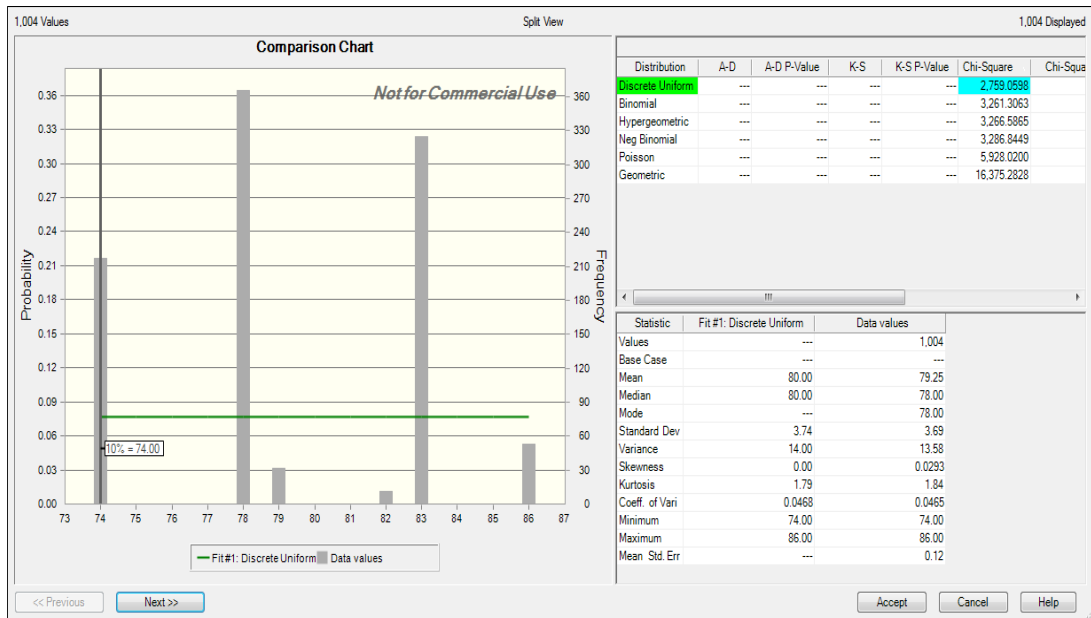 1,004 Values Split View 1,004 Displayed
Comparison Chart
Not for Commercial Use
Probability
0.36
0.33
0.30
0.27
0.24
0.21
0.18
0.15
0.12
0.09
0.06
0.03
0.00
360
330
300
270
240
210
180
150
120
90
60
30
0
Frequency
10% = 74.00
73 74 75 76 77 78 79 80 81 82 83 84 85 86 87
Fit#1: Discrete Uniform Data values
Distribution A-D A-D P-Value K-S K-S P-Value Chi-Square Chi-Squa
Discrete Uniform --- --- --- --- 2,759.0598
Binomial --- --- --- --- 3,261.3063
Hypergeometric --- --- --- --- 3,266.5865
Neg Binomial --- --- --- --- 3,286.8449
Poisson --- --- --- --- 5,928.0200
Geometric --- --- --- --- 16,375.2828
Statistic Fit #1: Discrete Uniform Data values
Values --- 1,004
Base Case --- ---
Mean 80.00 79.25
Median 80.00 78.00
Mode --- 78.00
Standard Dev 3.74 3.69
Variance 14.00 13.58
Skewness 0.00 0.0293
Kurtosis 1.79 1.84
Coeff. of Vari 0.0468 0.0465
Minimum 74.00 74.00
Maximum 86.00 86.00
Mean Std. Err --- 0.12
<< Previous Next >> Accept Cancel Help